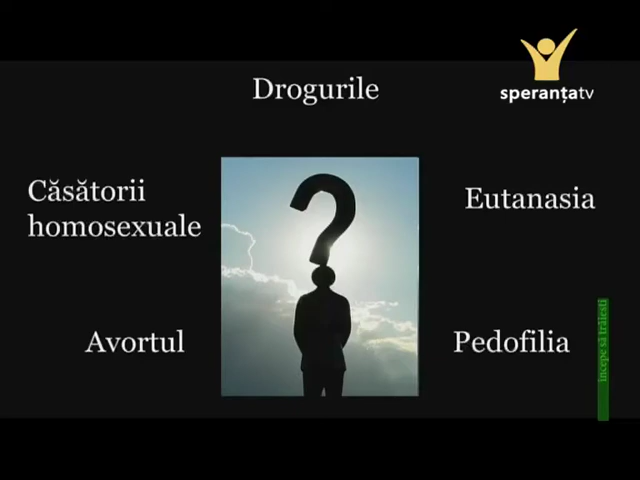 Drogurile
speranțatv
Căsătorii
homosexuale
Eutanasia
Avortul
Pedofilia
începe să trăiești